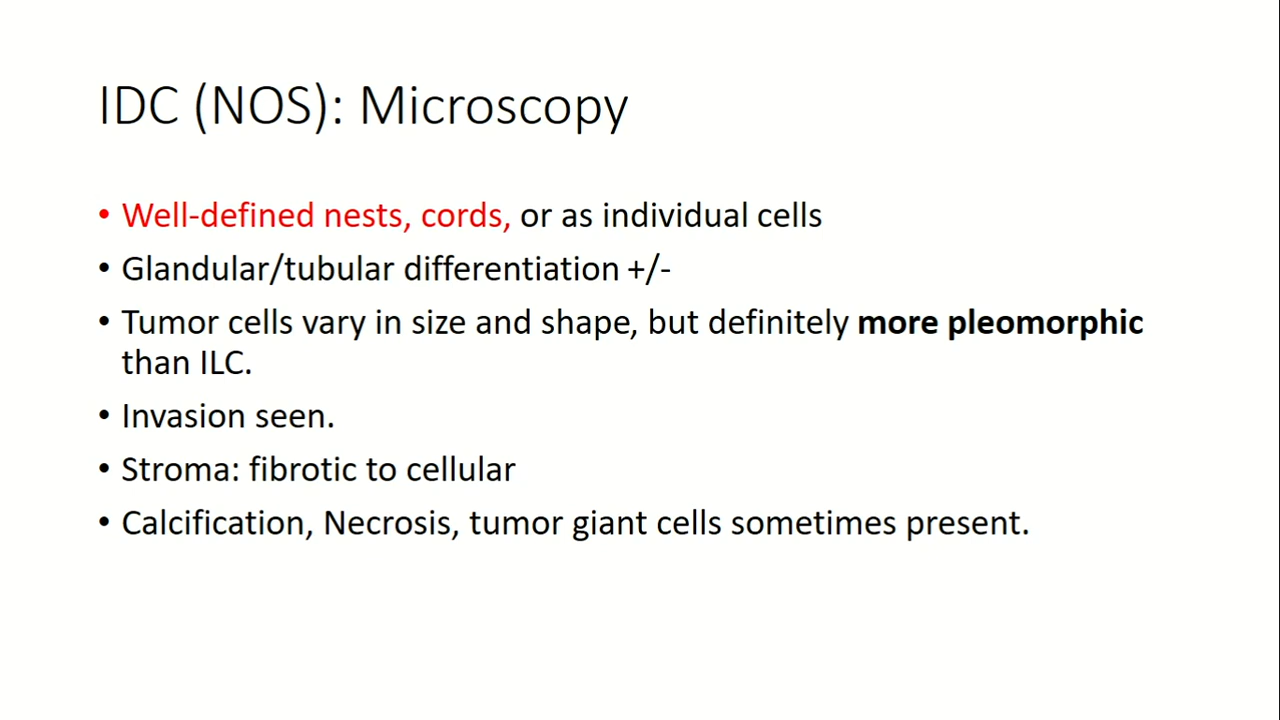 IDC (NOS): Microscopy
• Well-defined nests, cords, or as individual cells
• Glandular/tubular differentiation +/-
• Tumor cells vary in size and shape, but definitely more pleomorphic
than ILC.
• Invasion seen.
• Stroma: fibrotic to cellular
• Calcification, Necrosis, tumor giant cells sometimes present.